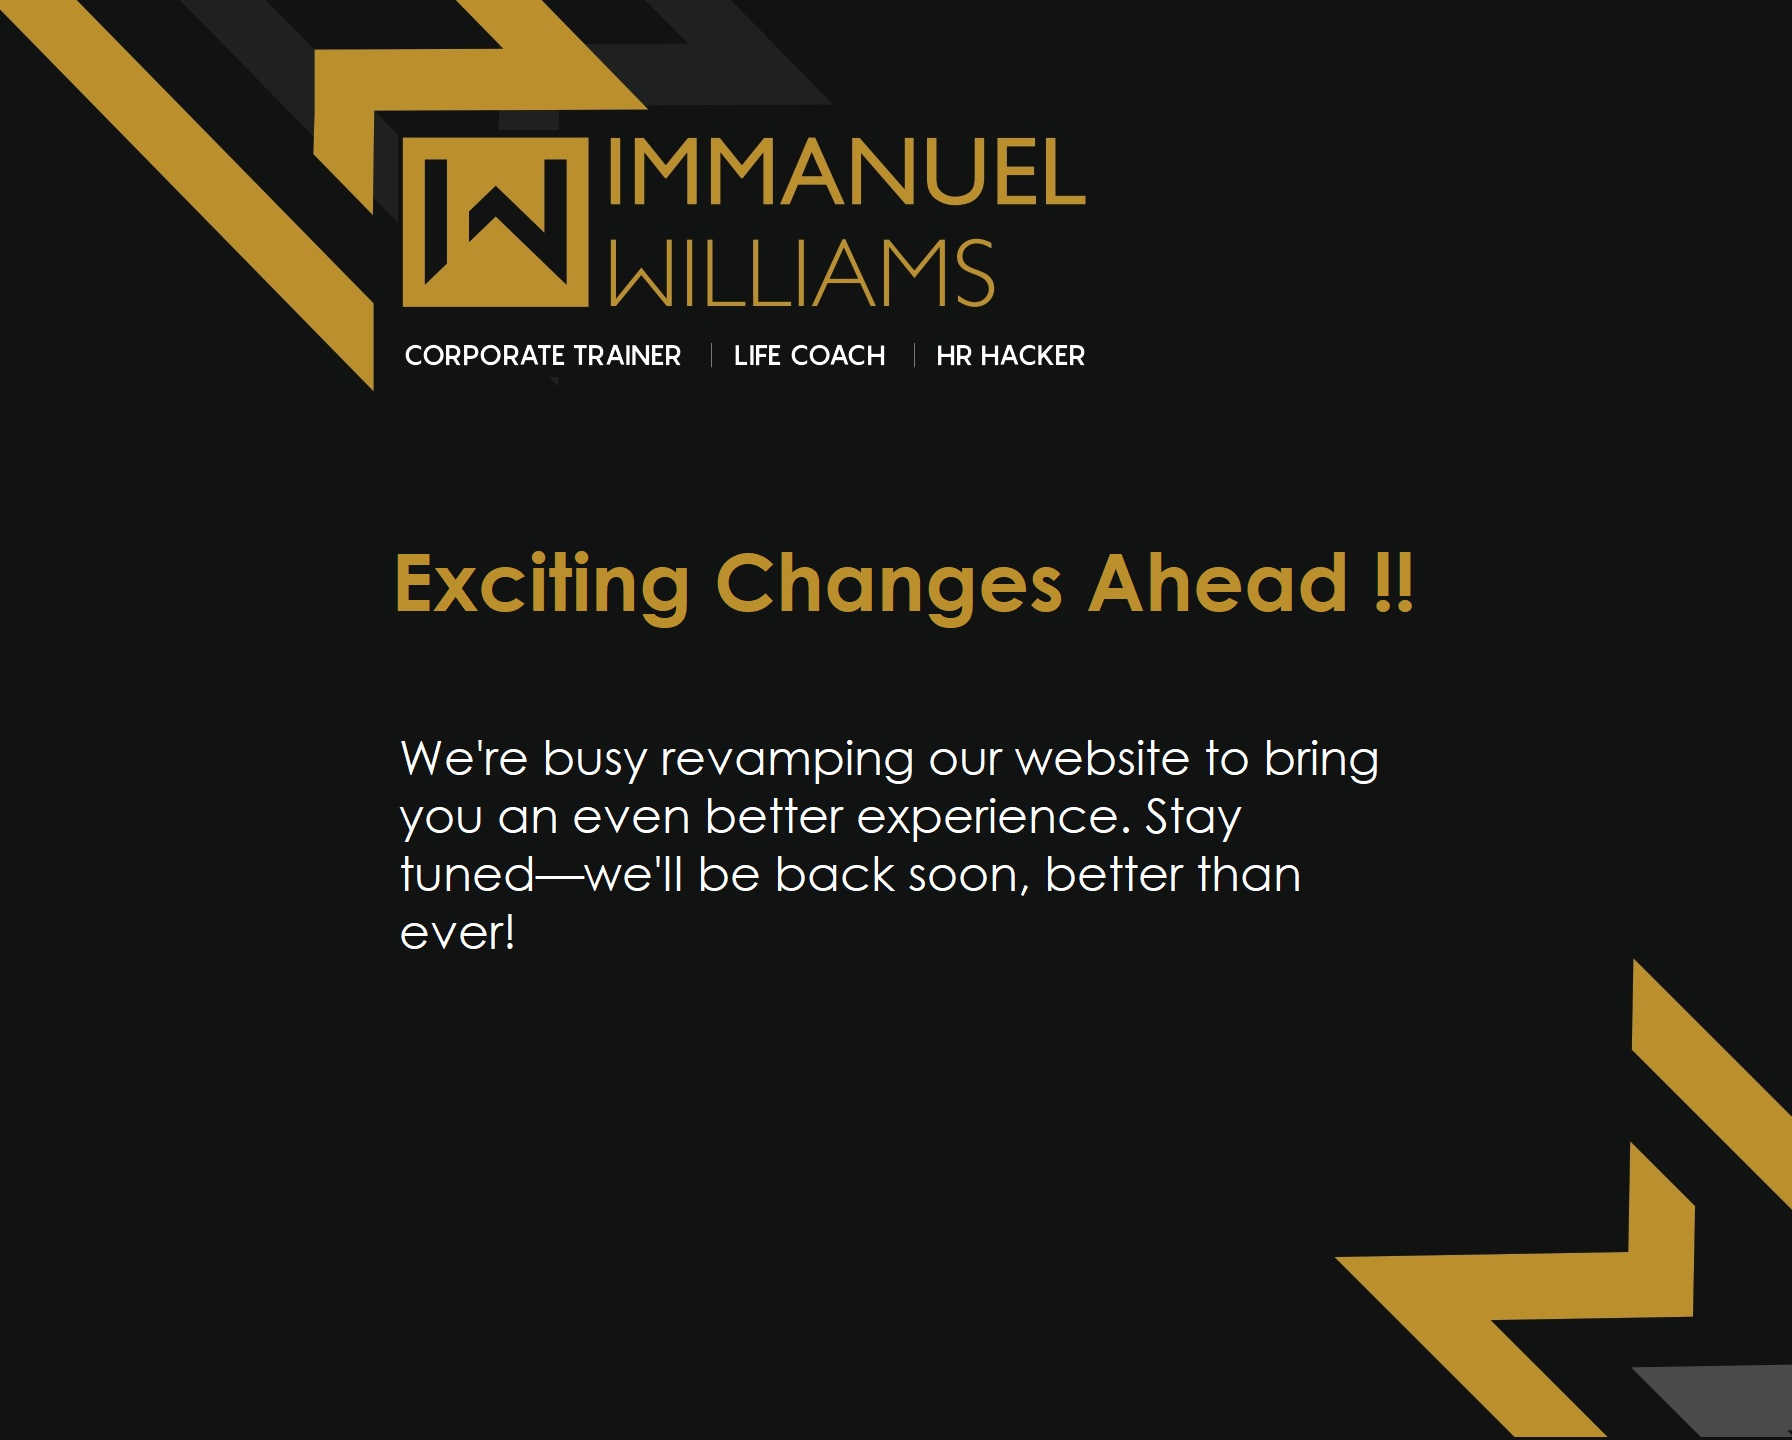 IMMANUEL
WILLIAMS
CORPORATE TRAINER | LIFE COACH | HR HACKER
Exciting Changes Ahead !!
We're busy revamping our website to bring
you an even better experience. Stay
tuned—we'll be back soon, better than
ever!